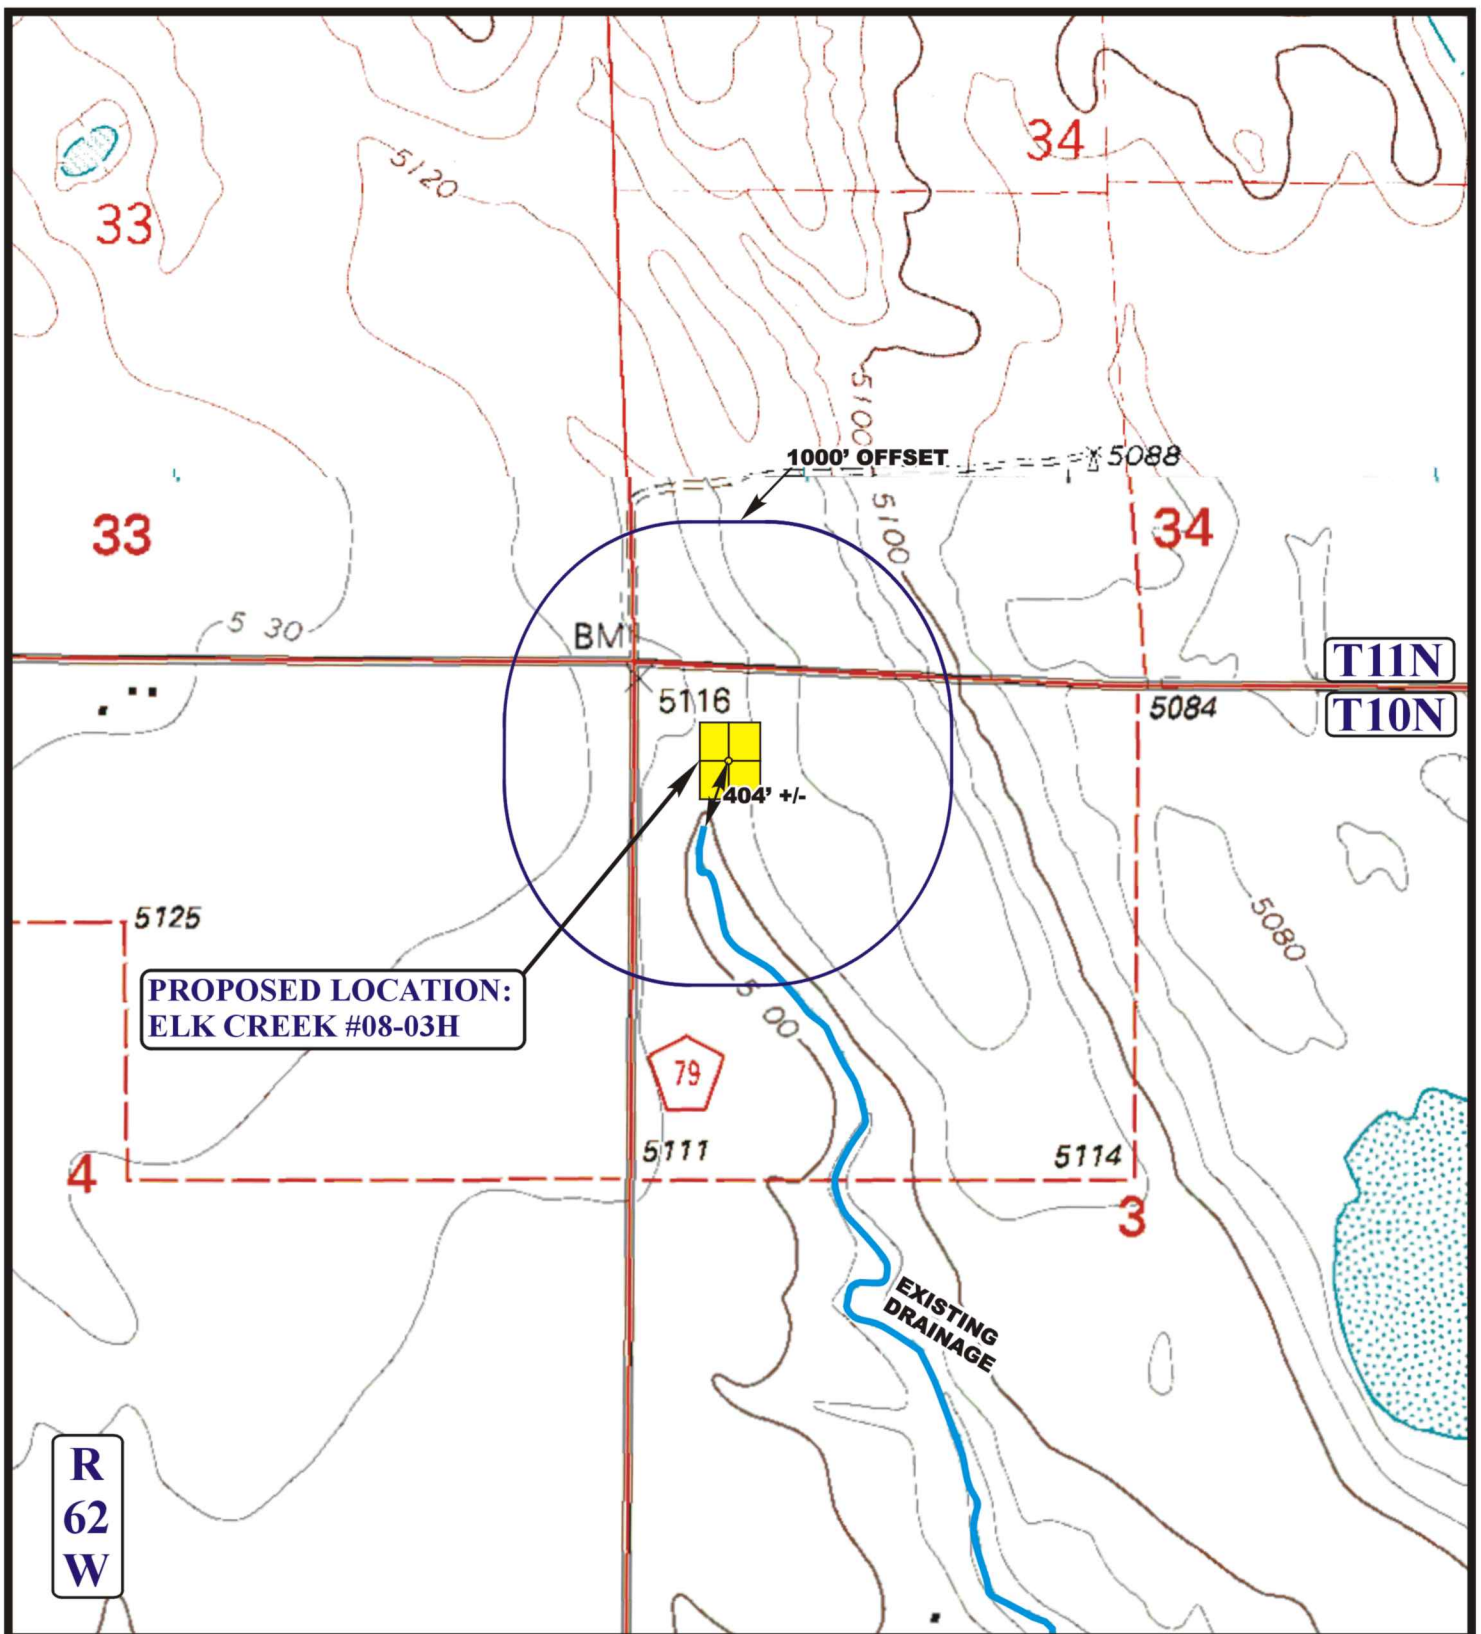 34
33
5120
5100
1000' OFFSET
5088
5100
33
34
5 30
BM
T11N
5116
5084
T10N
404' +/-
5125
5080
PROPOSED LOCATION:
ELK CREEK #08-03H
5 00
79
5111
5114
4
3
EXISTING
DRAINAGE
R
62
W